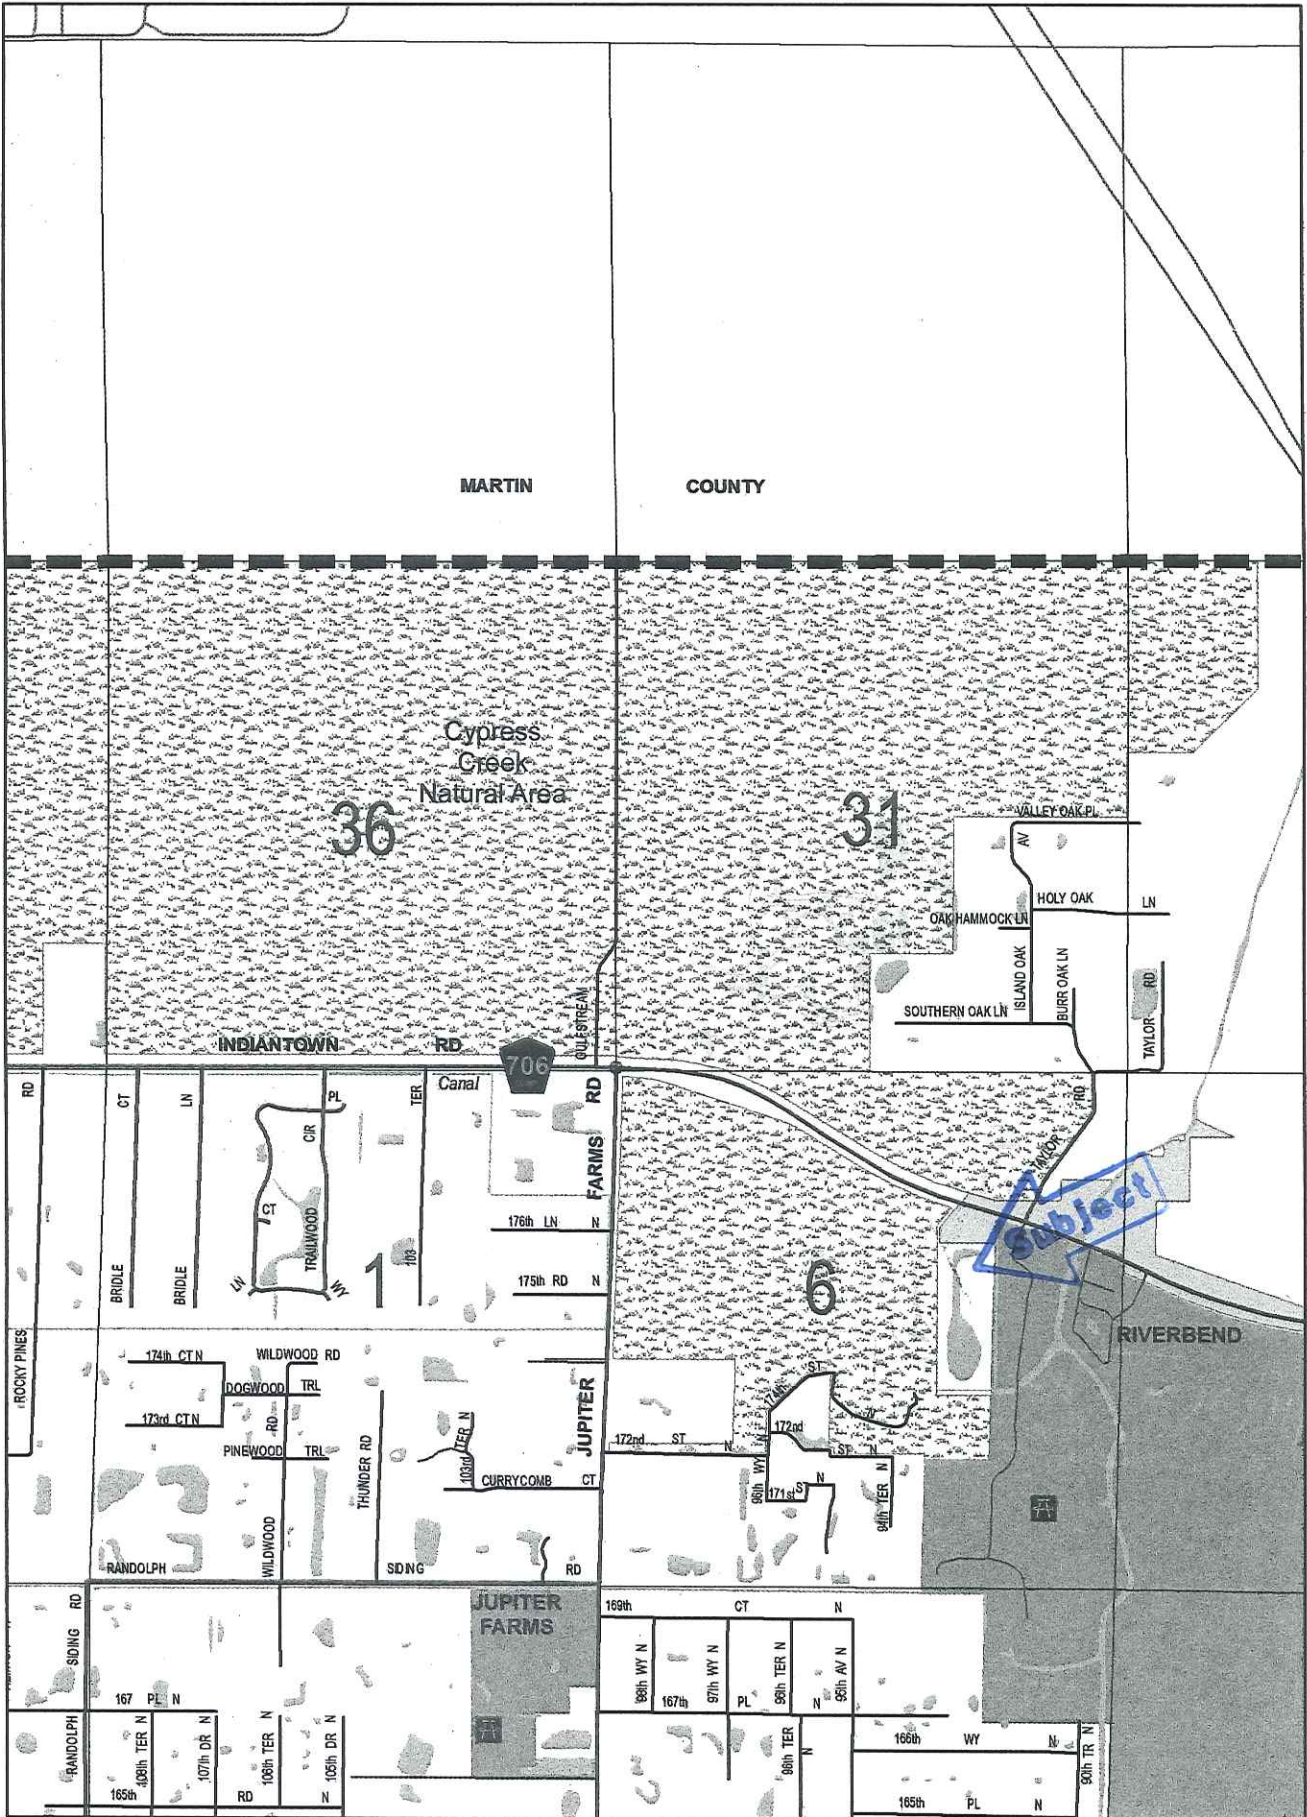 MARTIN COUNTY
Cypress
Creek
Natural Area
36
31
VALLEY OAK PL
AV
HOLY OAK LN
OAK HAMMOCK LN
ISLAND OAK
BURR OAK LN
SOUTHERN OAK LN
TAYLOR RD
GULFSTREAM
INDIANTOWN RD
706
Canal
RD
CT
LN
PL
CIR
TER
FARMS RD
TAYLOR RD
Subject
176th LN N
CT
TRAILWOOD
103
1
175th RD N
6
BRIDLE
BRIDLE
LN
WY
ROCKY PINES
RIVERBEND
174th CT N
WILDWOOD RD
DOGWOOD TRL
173rd CT N
RD
PINEWOOD TRL
THUNDER RD
103rd TER N
JUPITER
CURRYCOMB CT
174th ST N
172nd ST N
172nd ST N
96th WY N
171st S N
94th TER N
RANDOLPH
WILDWOOD
SIDING RD
JUPITER
FARMS
169th CT N
RD
SIDING
98th WY N
97th WY N
96th TER N
95th AV N
167 PL N
167th PL N
RANDOLPH
108th TER N
107th DR N
106th TER N
105th DR N
96th TER N
166th WY N
90th TR N
165th RD N
165th PL N